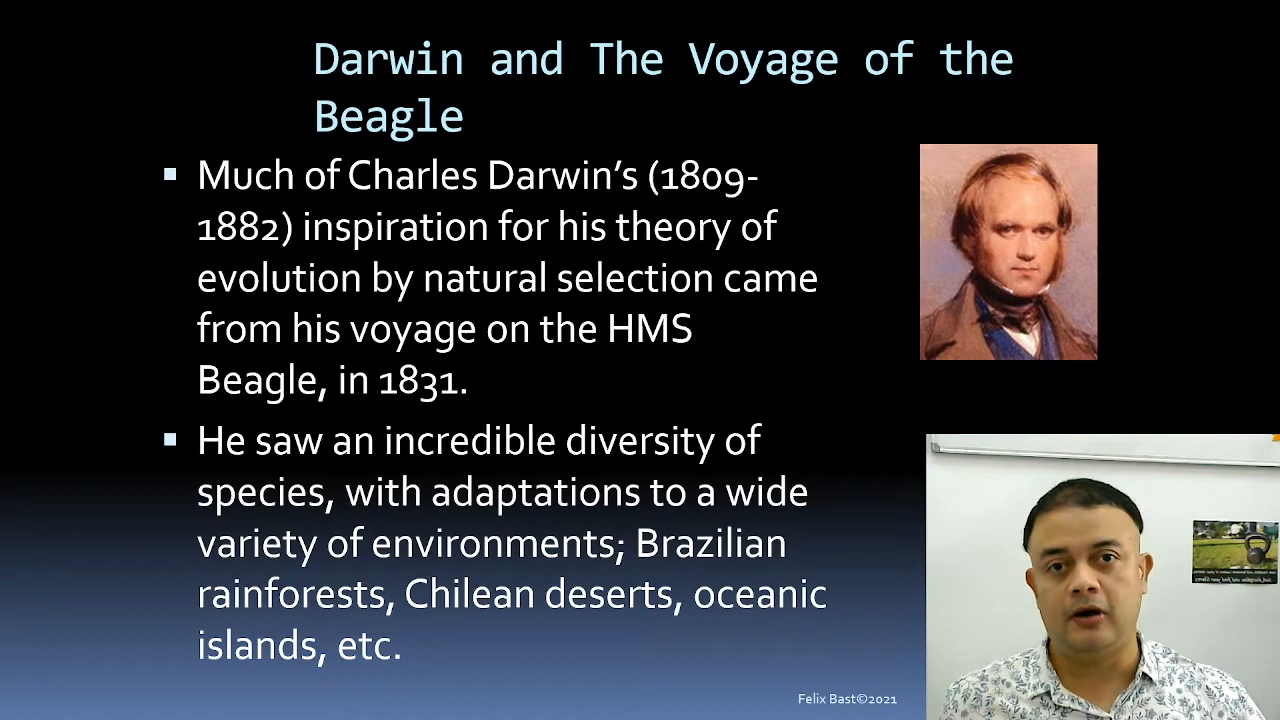 Darwin and The Voyage of the
Beagle
▪ Much of Charles Darwin’s (1809-
1882) inspiration for his theory of
evolution by natural selection came
from his voyage on the HMS
Beagle, in 1831.
▪ He saw an incredible diversity of
species, with adaptations to a wide
variety of environments; Brazilian
rainforests, Chilean deserts, oceanic
islands, etc.
Felix Bast©2021